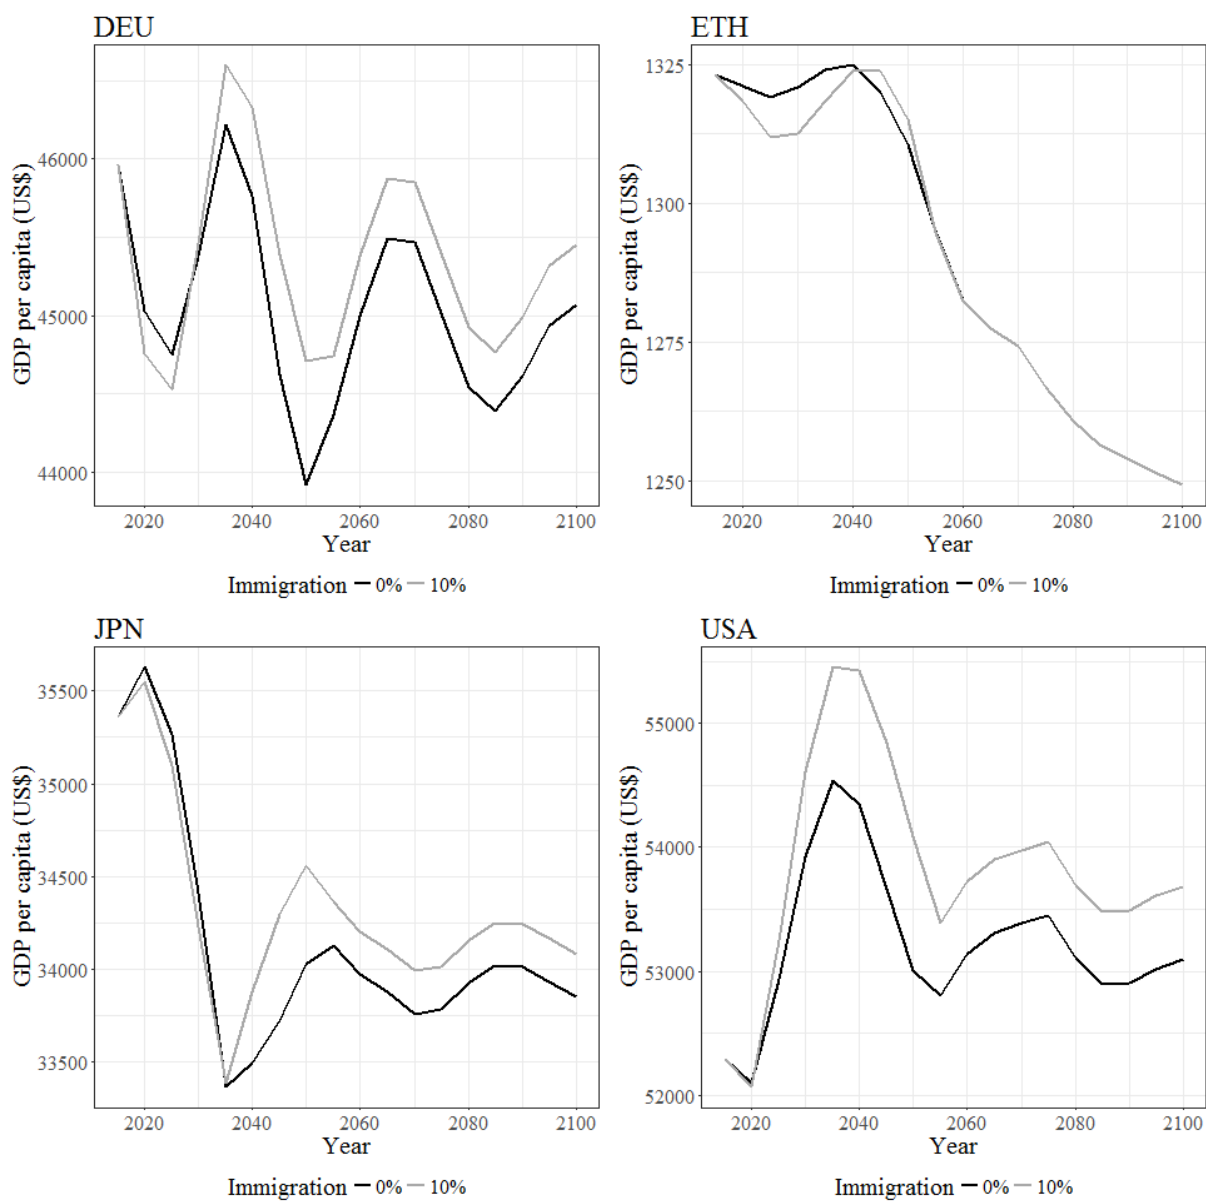 DEU
GDP per capita (US$)
46000
45000
44000
2020 2040 2060 2080 2100
Year
Immigration 0% 10%
ETH
GDP per capita (US$)
1325
1300
1275
1250
2020 2040 2060 2080 2100
Year
Immigration 0% 10%
JPN
GDP per capita (US$)
35500
35000
34500
34000
33500
2020 2040 2060 2080 2100
Year
Immigration 0% 10%
USA
GDP per capita (US$)
55000
54000
53000
52000
2020 2040 2060 2080 2100
Year
Immigration 0% 10%